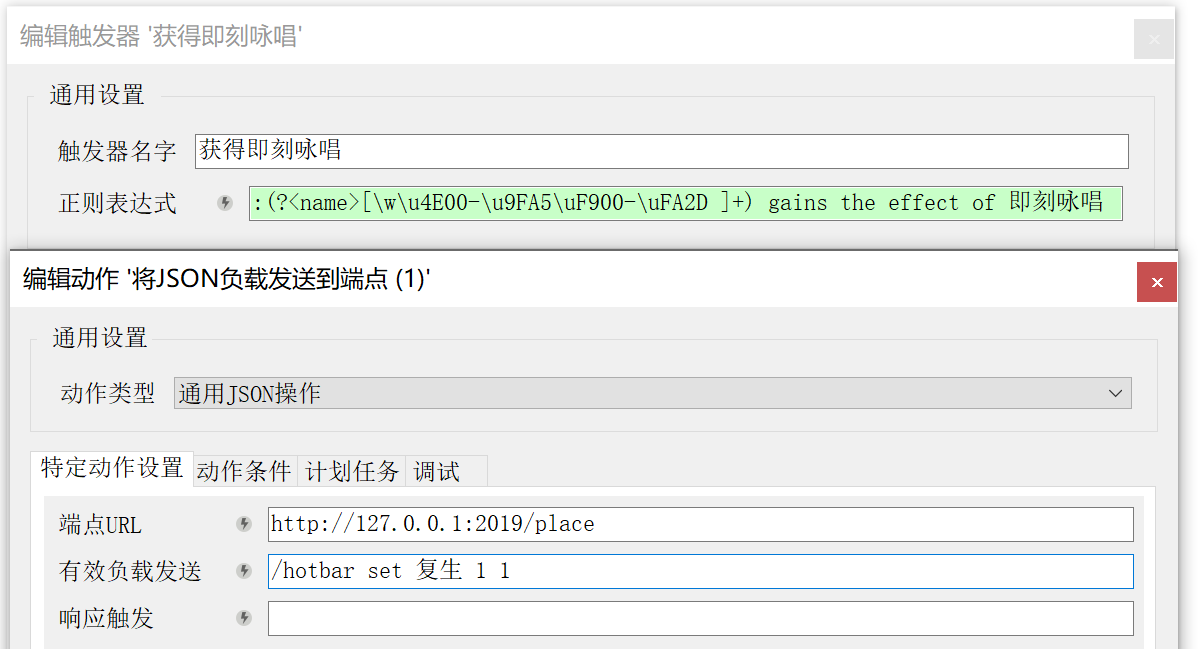 编辑触发器 '获得即刻咏唱'
通用设置
触发器名字 获得即刻咏唱
正则表达式 :(?<name>[\w\u4E00-\u9FA5\uF900-\uFA2D ]+) gains the effect of 即刻咏唱
编辑动作 '将JSON负载发送到端点 (1)'
通用设置
动作类型 通用JSON操作
特定动作设置 动作条件 计划任务 调试
端点URL http://127.0.0.1:2019/place
有效负载发送 /hotbar set 复生 1 1
响应触发